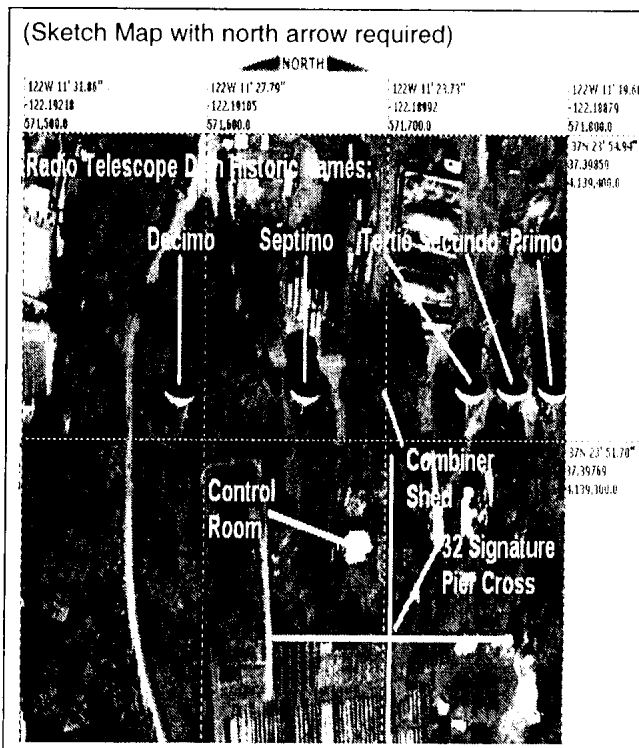 (Sketch Map with north arrow required)
NORTH
122W 11' 31.86" 122W 11' 27.79" 122W 11' 23.73" 122W 11' 19.6
-122.19218 -122.19105 -122.18992 -122.18879
571,500.0 571,600.0 571,700.0 571,800.0
37N 23' 54.94"
37.39859
4,139,400.0
Radio Telescope Dish Historic Names:
Decimo Septimo Tertio Secundo Primo
37N 23' 51.70"
37.39769
4,139,300.0
Combiner
Shed
Control
Room
32 Signature
Pier Cross